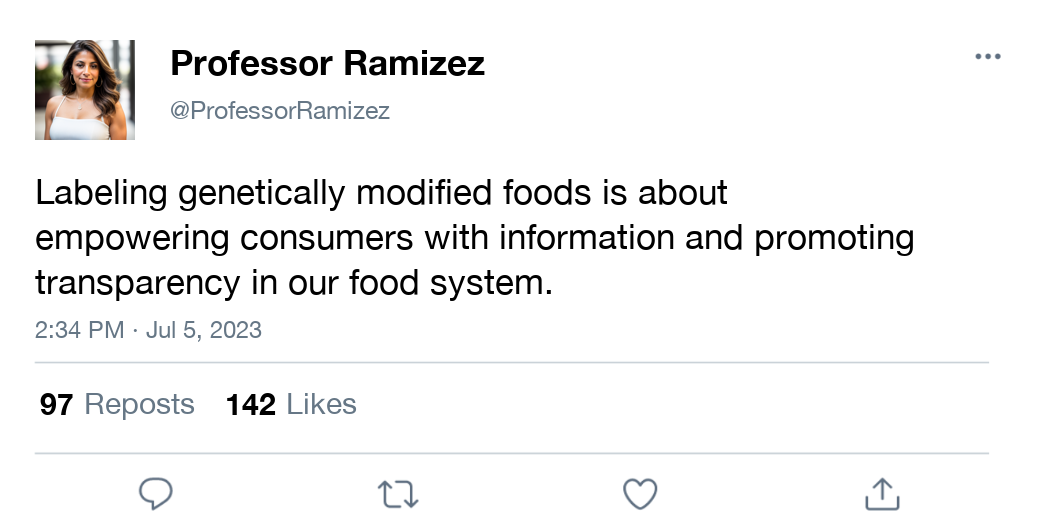 Professor Ramizez
@ProfessorRamizez
Labeling genetically modified foods is about
empowering consumers with information and promoting
transparency in our food system.
2:34 PM · Jul 5, 2023
97 Reposts 142 Likes